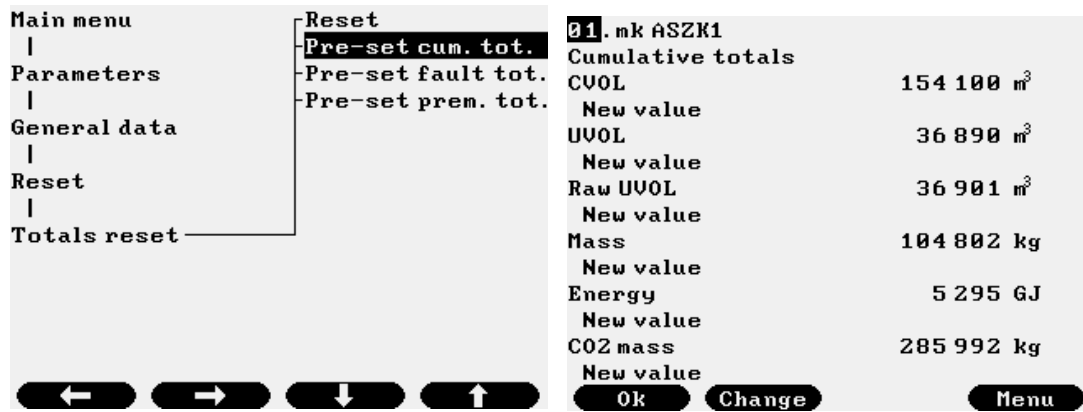 Main menu
Parameters
General data
Reset
Totals reset
Reset
Pre-set cum. tot.
Pre-set fault tot.
Pre-set prem. tot.
01.mk ASZK1
Cumulative totals
CVOL 154 100 m³
New value
UVOL 36 890 m³
New value
Raw UVOL 36 901 m³
New value
Mass 104 802 kg
New value
Energy 5 295 GJ
New value
CO2 mass 285 992 kg
New value
Ok Change Menu